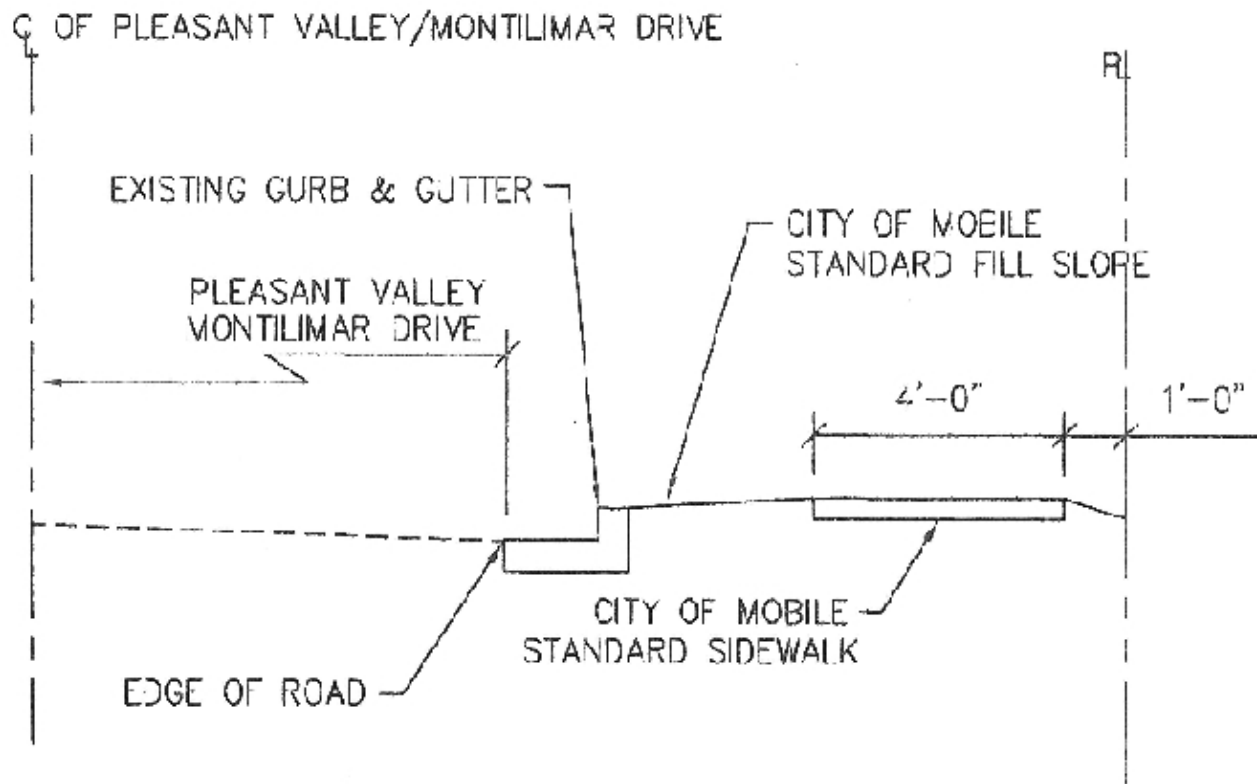 ℄ OF PLEASANT VALLEY/MONTILIMAR DRIVE
R
EXISTING GURB & GUTTER
CITY OF MOBILE
STANDARD FILL SLOPE
PLEASANT VALLEY
MONTILIMAR DRIVE
4'-0"
1'-0"
CITY OF MOBILE
STANDARD SIDEWALK
EDGE OF ROAD